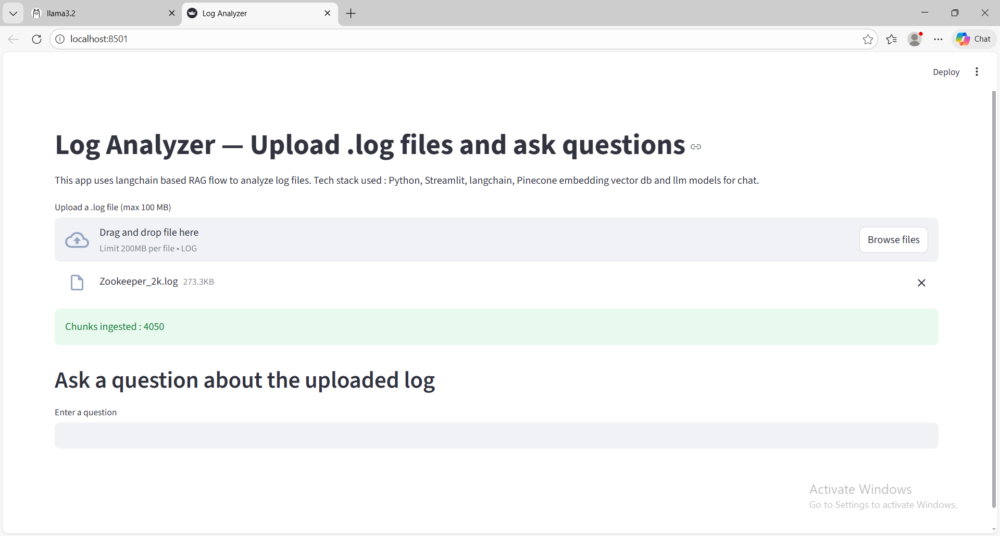 llama3.2
Log Analyzer
localhost:8501
Chat
Deploy
Log Analyzer — Upload .log files and ask questions
This app uses langchain based RAG flow to analyze log files. Tech stack used : Python, Streamlit, langchain, Pinecone embedding vector db and llm models for chat.
Upload a .log file (max 100 MB)
Drag and drop file here
Limit 200MB per file • LOG
Browse files
Zookeeper_2k.log 273.3KB
Chunks ingested : 4050
Ask a question about the uploaded log
Enter a question
Activate Windows
Go to Settings to activate Windows.